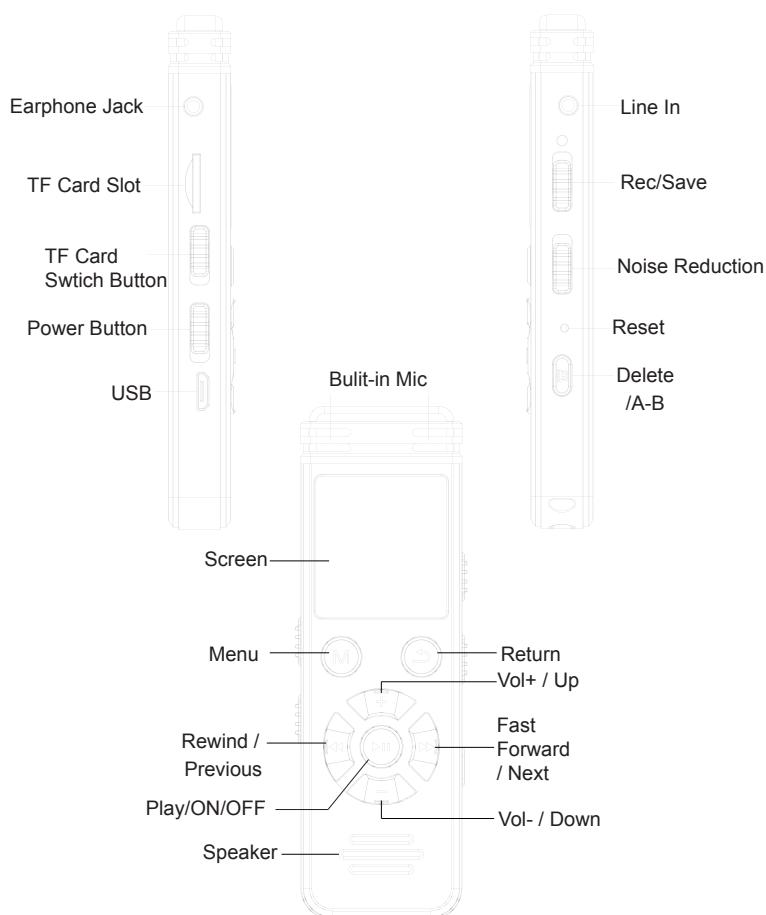 Earphone Jack
TF Card Slot
TF Card
Swtich Button
Power Button
USB
Line In
Rec/Save
Noise Reduction
Reset
Delete
/A-B
Bulit-in Mic
Screen
Menu
M
Return
Vol+ / Up
+
Rewind /
Previous
Fast
Forward
/ Next
Play/ON/OFF
-
Vol- / Down
Speaker